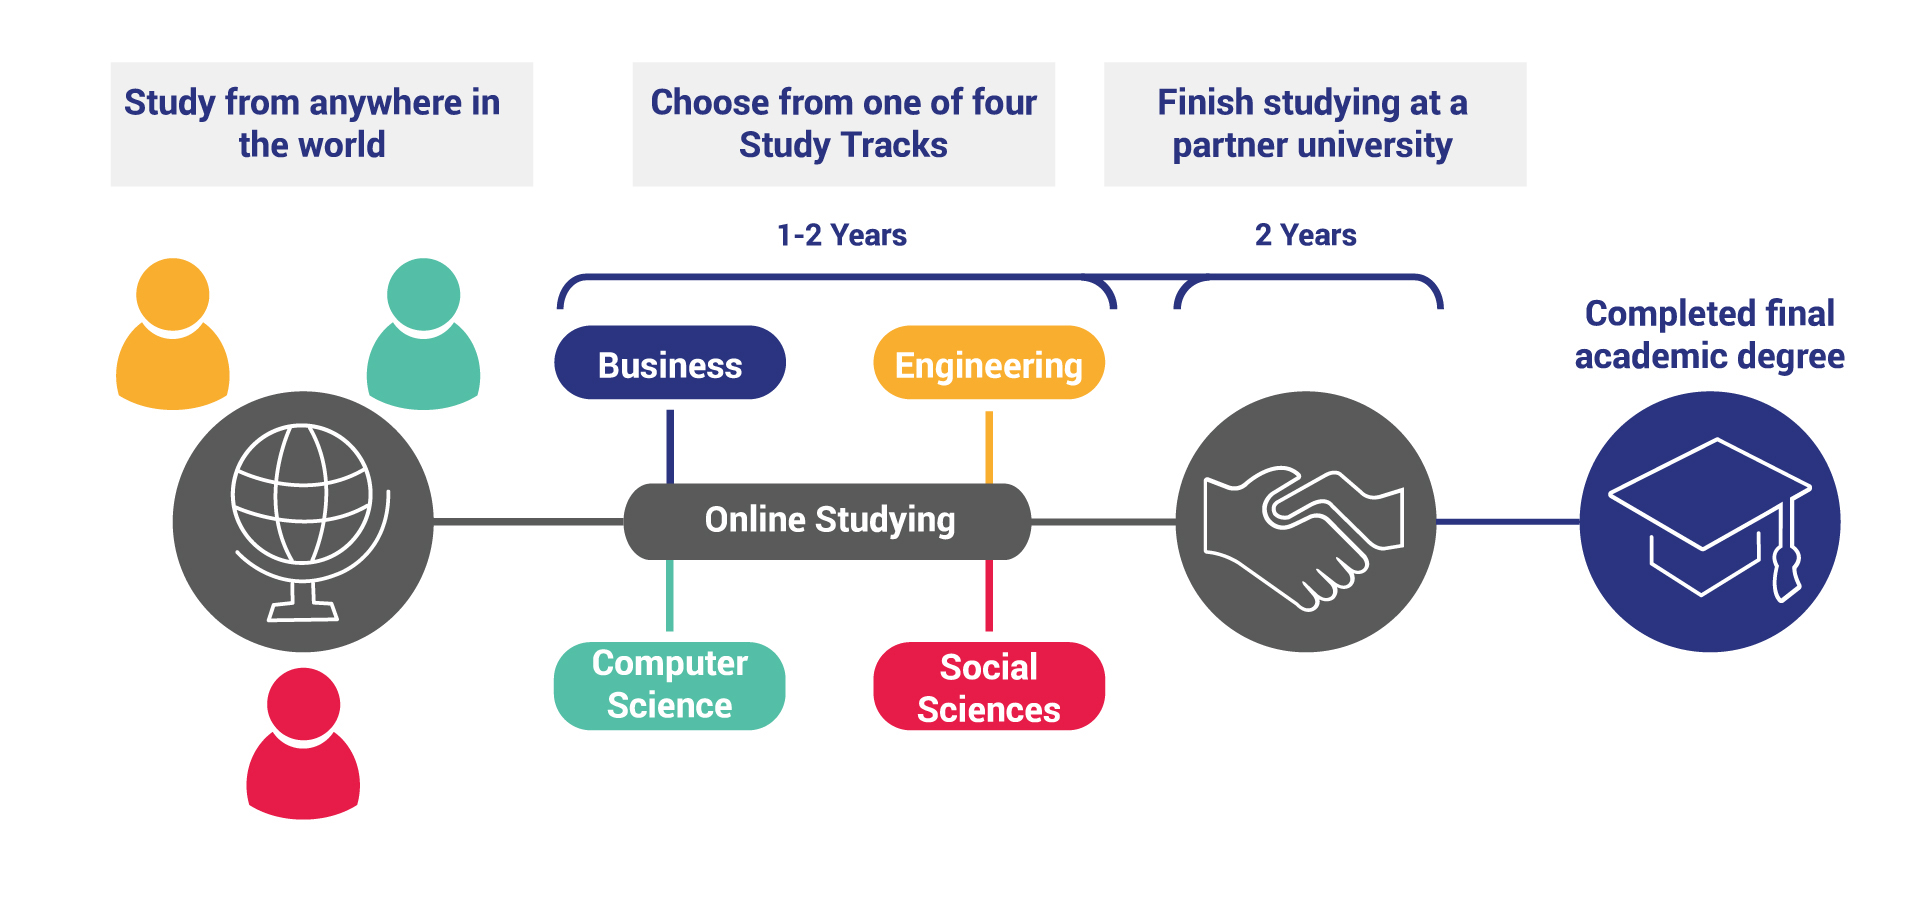 Study from anywhere in
the world
Choose from one of four
Study Tracks
Finish studying at a
partner university
1-2 Years
2 Years
Business
Engineering
Completed final
academic degree
Online Studying
Computer
Science
Social
Sciences